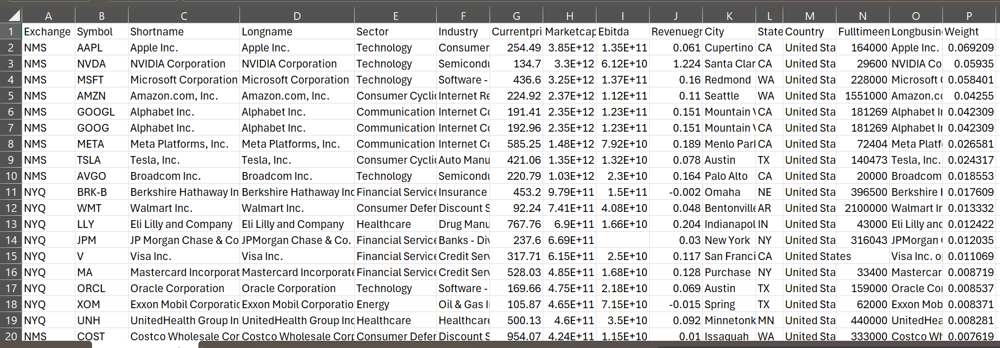 A B C D E F G H I J K L M N O P
1 Exchange Symbol Shortname Longname Sector Industry Currentpri Marketcap Ebitda Revenuegr City State Country Fulltimeen Longbusin Weight
2 NMS AAPL Apple Inc. Apple Inc. Technology Consumer 254.49 3.85E+12 1.35E+11 0.061 Cupertino CA United Sta 164000 Apple Inc. 0.069209
3 NMS NVDA NVIDIA Corporation NVIDIA Corporation Technology Semicondu 134.7 3.3E+12 6.12E+10 1.224 Santa Clar CA United Sta 29600 NVIDIA Co 0.05935
4 NMS MSFT Microsoft Corporation Microsoft Corporation Technology Software - 436.6 3.25E+12 1.37E+11 0.16 Redmond WA United Sta 228000 Microsoft 0.058401
5 NMS AMZN Amazon.com, Inc. Amazon.com, Inc. Consumer Cyclic Internet Re 224.92 2.37E+12 1.12E+11 0.11 Seattle WA United Sta 1551000 Amazon.co 0.04255
6 NMS GOOGL Alphabet Inc. Alphabet Inc. Communication Internet Co 191.41 2.35E+12 1.23E+11 0.151 Mountain V CA United Sta 181269 Alphabet In 0.042309
7 NMS GOOG Alphabet Inc. Alphabet Inc. Communication Internet Co 192.96 2.35E+12 1.23E+11 0.151 Mountain V CA United Sta 181269 Alphabet In 0.042309
8 NMS META Meta Platforms, Inc. Meta Platforms, Inc. Communication Internet Co 585.25 1.48E+12 7.92E+10 0.189 Menlo Park CA United Sta 72404 Meta Platf 0.026581
9 NMS TSLA Tesla, Inc. Tesla, Inc. Consumer Cyclic Auto Manu 421.06 1.35E+12 1.32E+10 0.078 Austin TX United Sta 140473 Tesla, Inc. 0.024317
10 NMS AVGO Broadcom Inc. Broadcom Inc. Technology Semicondu 220.79 1.03E+12 2.3E+10 0.164 Palo Alto CA United Sta 20000 Broadcom 0.018553
11 NYQ BRK-B Berkshire Hathaway In Berkshire Hathaway Inc Financial Service Insurance 453.2 9.79E+11 1.5E+11 -0.002 Omaha NE United Sta 396500 Berkshire H 0.017609
12 NYQ WMT Walmart Inc. Walmart Inc. Consumer Defer Discount S 92.24 7.41E+11 4.08E+10 0.048 Bentonville AR United Sta 2100000 Walmart In 0.013332
13 NYQ LLY Eli Lilly and Company Eli Lilly and Company Healthcare Drug Manu 767.76 6.9E+11 1.66E+10 0.204 Indianapol IN United Sta 43000 Eli Lilly and 0.012422
14 NYQ JPM JP Morgan Chase & Co JPMorgan Chase & Co. Financial Service Banks - Div 237.6 6.69E+11 0.03 New York NY United Sta 316043 JPMorgan 0.012035
15 NYQ V Visa Inc. Visa Inc. Financial Service Credit Serv 317.71 6.15E+11 2.5E+10 0.117 San Franci CA United States Visa Inc. o 0.011069
16 NYQ MA Mastercard Incorporat Mastercard Incorporate Financial Service Credit Serv 528.03 4.85E+11 1.68E+10 0.128 Purchase NY United Sta 33400 Mastercar 0.008719
17 NYQ ORCL Oracle Corporation Oracle Corporation Technology Software - 169.66 4.75E+11 2.18E+10 0.069 Austin TX United Sta 159000 Oracle Co 0.008537
18 NYQ XOM Exxon Mobil Corporatic Exxon Mobil Corporatio Energy Oil & Gas I 105.87 4.65E+11 7.15E+10 -0.015 Spring TX United Sta 62000 Exxon Mob 0.008371
19 NYQ UNH UnitedHealth Group In UnitedHealth Group Inc Healthcare Healthcare 500.13 4.6E+11 3.5E+10 0.092 Minnetonk MN United Sta 440000 UnitedHea 0.008281
20 NMS COST Costco Wholesale Cor Costco Wholesale Corp Consumer Defer Discount S 954.07 4.24E+11 1.15E+10 0.01 Issaquah WA United Sta 333000 Costco Wh 0.007619